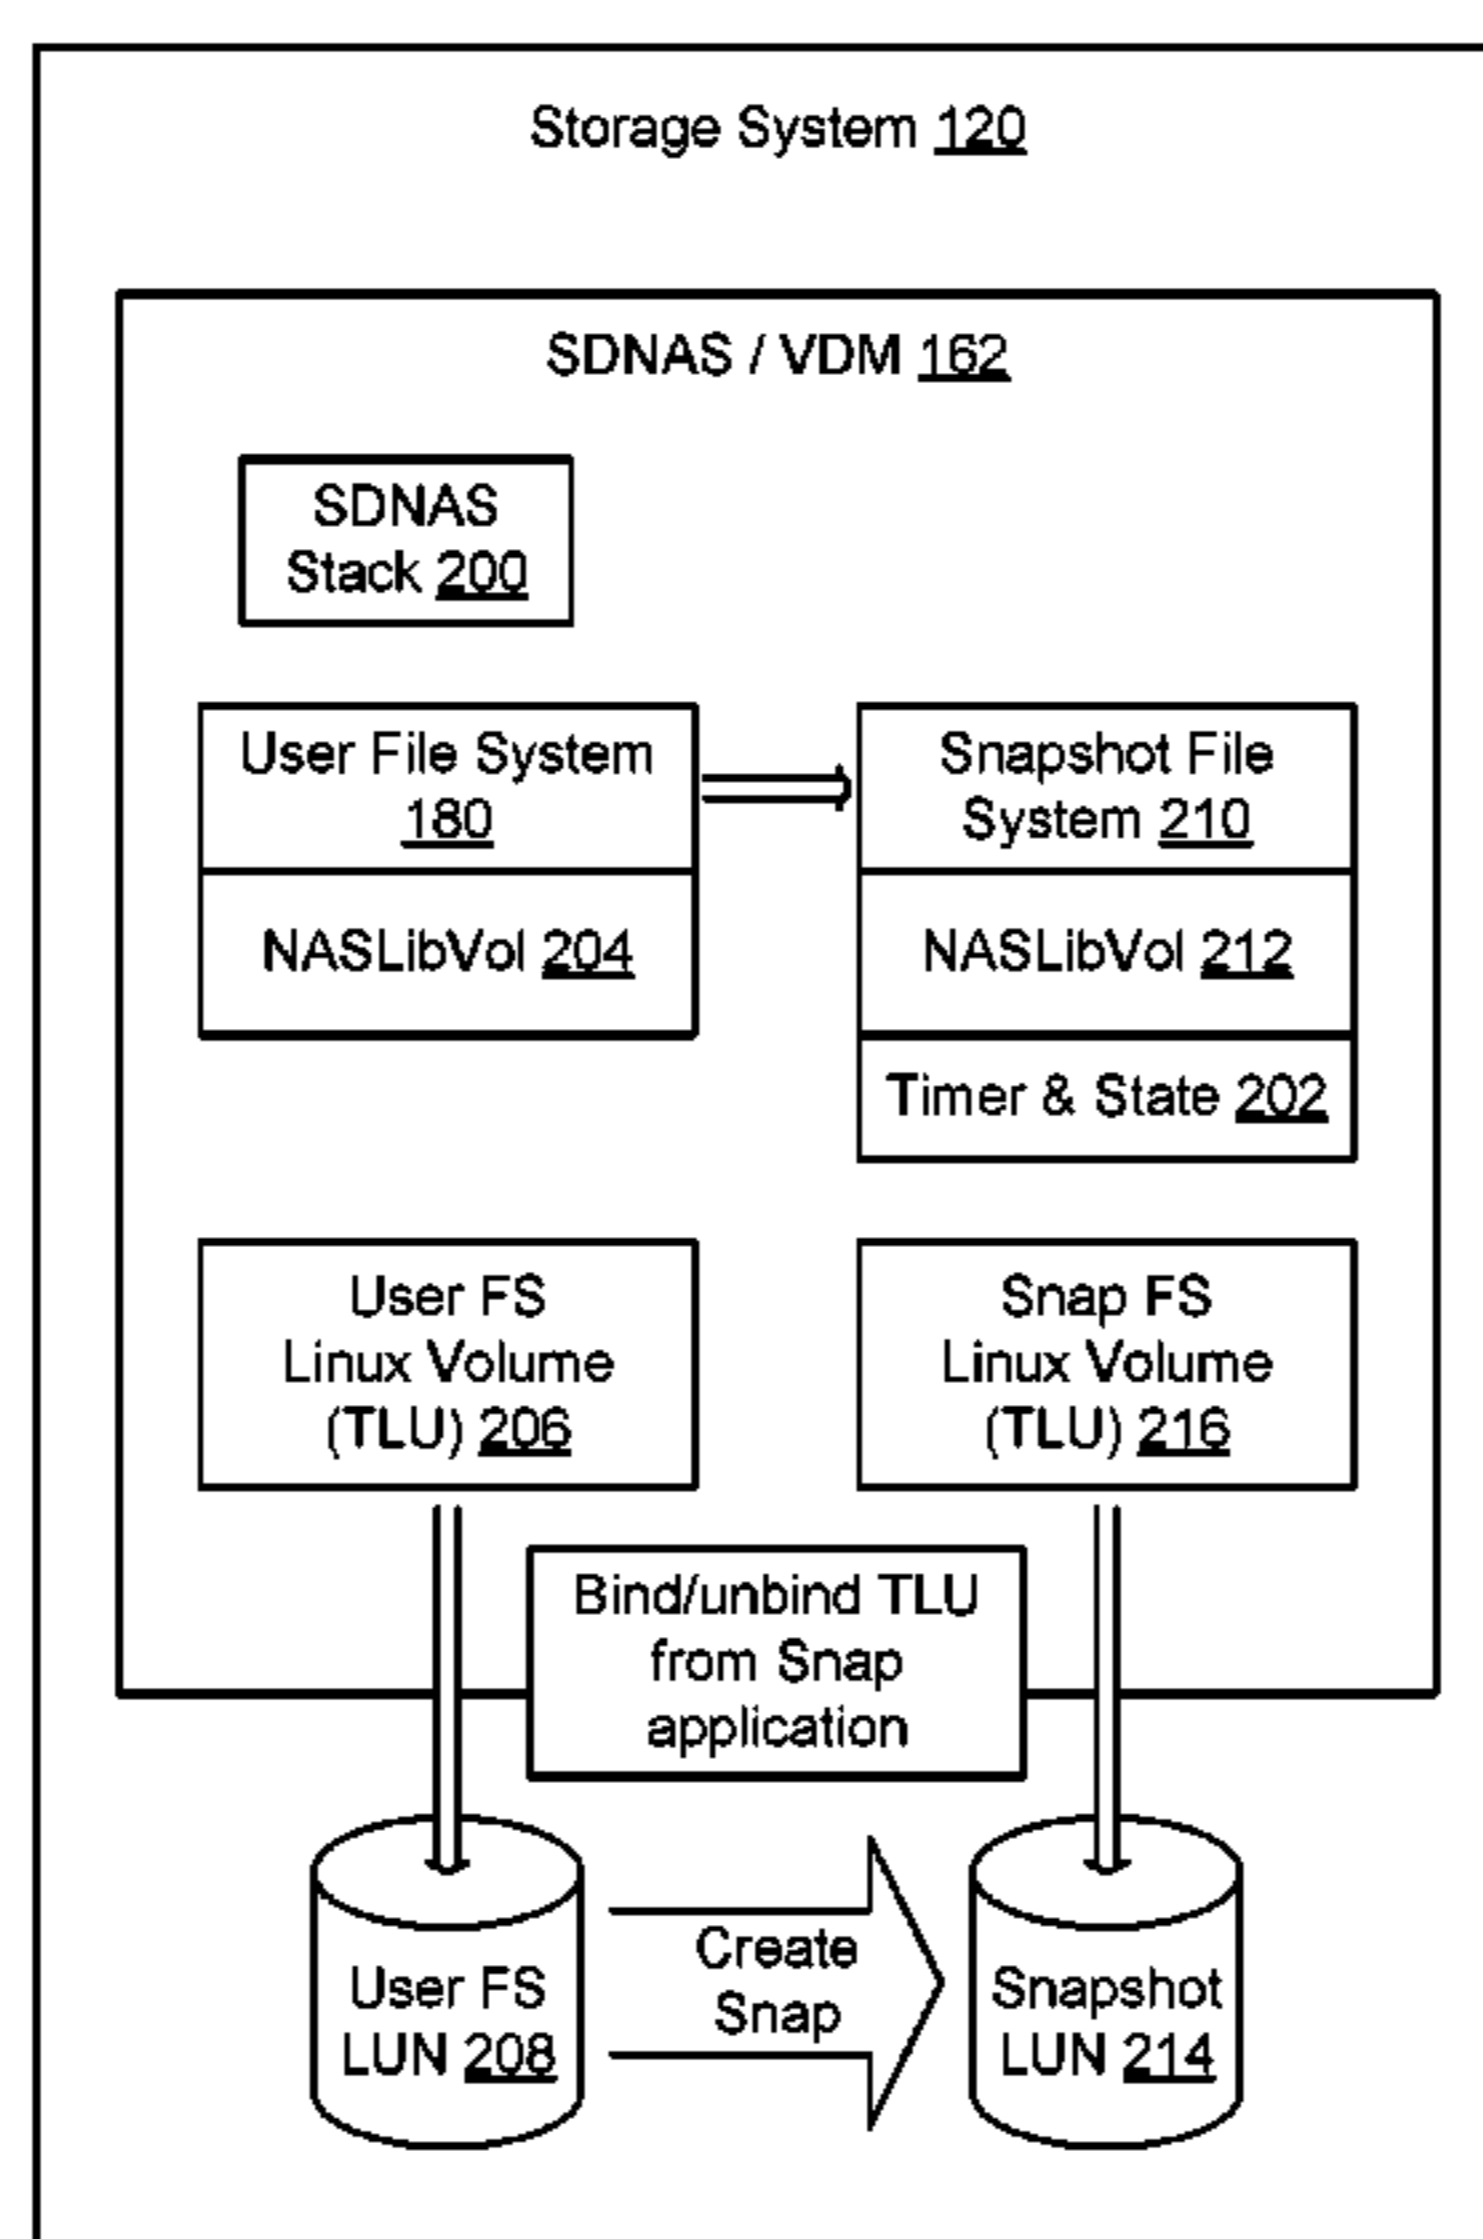 Storage System 120
SDNAS / VDM 162
SDNAS
Stack 200
User File System
180
NASLibVol 204
Snapshot File
System 210
NASLibVol 212
Timer & State 202
User FS
Linux Volume
(TLU) 206
Snap FS
Linux Volume
(TLU) 216
Bind/unbind TLU
from Snap
application
User FS
LUN 208
Create
Snap
Snapshot
LUN 214